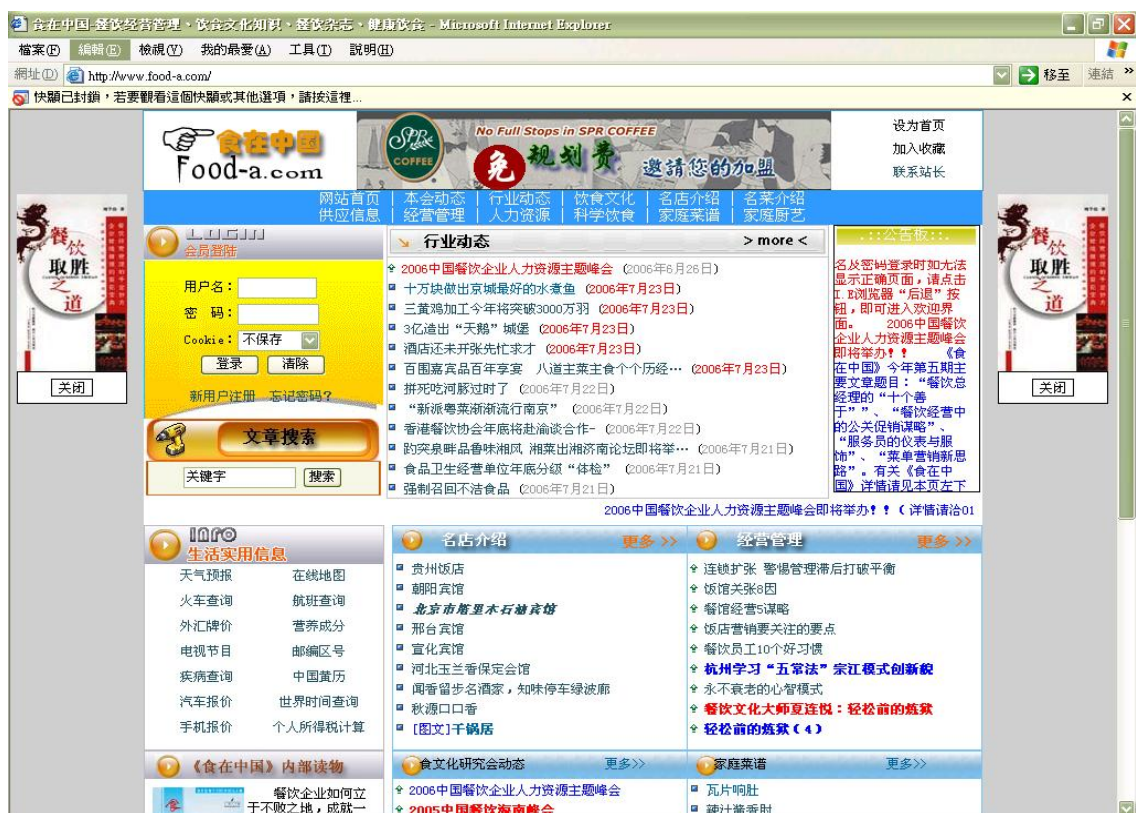 食在中国-餐饮经营管理、饮食文化知识、餐饮杂志、健康饮食 - Microsoft Internet Explorer
檔案(F) 編輯(E) 檢視(V) 我的最愛(A) 工具(T) 說明(H)
網址(D) http://www.food-a.com/ 移至 連結 »
快顯已封鎖，若要觀看這個快顯或其他選項，請按這裡...
食在中国
Food-a.com
SPR COFFEE
No Full Stops in SPR COFFEE
免 规划费 邀請您的加盟
设为首页
加入收藏
联系站长
网站首页 | 本会动态 | 行业动态 | 饮食文化 | 名店介绍 | 名菜介绍
供应信息 | 经营管理 | 人力资源 | 科学饮食 | 家庭菜谱 | 家庭厨艺
餐饮
取胜
之
道
关闭
LOGIN
会员登陆
用户名：
密 码：
Cookie： 不保存
登录 清除
新用户注册 忘记密码?
文章搜索
关键字 搜索
行业动态 > more <
2006中国餐饮企业人力资源主题峰会 (2006年6月26日)
十万块做出京城最好的水煮鱼 (2006年7月23日)
三黄鸡加工今年将突破3000万羽 (2006年7月23日)
3亿造出“天鹅”城堡 (2006年7月23日)
酒店还未开张先忙求才 (2006年7月23日)
百围嘉宾品百年享宴 八道主菜主食个个历经… (2006年7月23日)
拼死吃河豚过时了 (2006年7月22日)
“新派粤菜渐渐流行南京” (2006年7月22日)
香港餐饮协会年底将赴渝谈合作- (2006年7月22日)
趵突泉畔品鲁味湘风 湘菜出湘济南论坛即将举… (2006年7月21日)
食品卫生经营单位年底分级“体检” (2006年7月21日)
强制召回不洁食品 (2006年7月21日)
.:::公告板:::.
名及密码登录时如无法
显示正确页面，请点击
I.E浏览器“后退”按
钮，即可进入欢迎界
面。 2006中国餐饮
企业人力资源主题峰会
即将举办！！ 《食
在中国》今年第五期主
要文章题目：“餐饮总
经理的“十个善
于””、“餐饮经营中
的公关促销谋略”、
“服务员的仪表与服
饰”、“菜单营销新思
路”。有关《食在中
国》详情请见本页左下
2006中国餐饮企业人力资源主题峰会即将举办！！（详情请洽01
餐饮
取胜
之
道
关闭
INFO
生活实用信息
天气预报 在线地图
火车查询 航班查询
外汇牌价 营养成分
电视节目 邮编区号
疾病查询 中国黄历
汽车报价 世界时间查询
手机报价 个人所得税计算
名店介绍 更多 >>
贵州饭店
朝阳宾馆
北京市塔里木石油宾馆
邢台宾馆
宣化宾馆
河北玉兰香保定会馆
闻香留步名酒家，知味停车绿波廊
秋源口口香
[图文]千锅居
经营管理 更多 >>
连锁扩张 警惕管理滞后打破平衡
饭馆关张8因
餐馆经营5谋略
饭店营销要关注的要点
餐饮员工10个好习惯
杭州学习“五常法”宗江模式创新貌
永不衰老的心智模式
餐饮文化大师夏连悦：轻松前的炼狱
轻松前的炼狱（4）
《食在中国》内部读物
餐饮企业如何立
于不败之地，成就一
食文化研究会动态 更多>>
2006中国餐饮企业人力资源主题峰会
2005中国餐饮海南峰会
家庭菜谱 更多>>
瓦片响肚
辣汁酱香肘